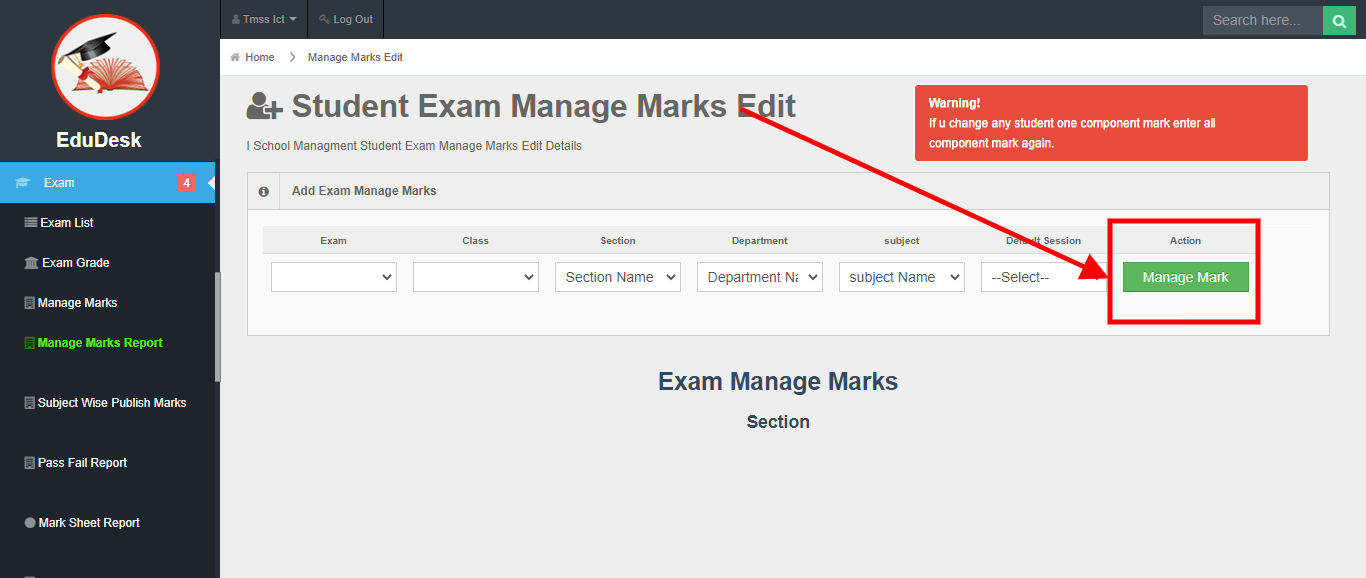 Tmss Ict
Log Out
Search here...
EduDesk
Home
Manage Marks Edit
Student Exam Manage Marks Edit
I School Managment Student Exam Manage Marks Edit Details
Warning!
If u change any student one component mark enter all
component mark again.
Exam
4
Exam List
Exam Grade
Manage Marks
Manage Marks Report
Subject Wise Publish Marks
Pass Fail Report
Mark Sheet Report
Add Exam Manage Marks
Exam Class Section Department subject Default Session Action
Section Name Department Na subject Name --Select-- Manage Mark
Exam Manage Marks
Section